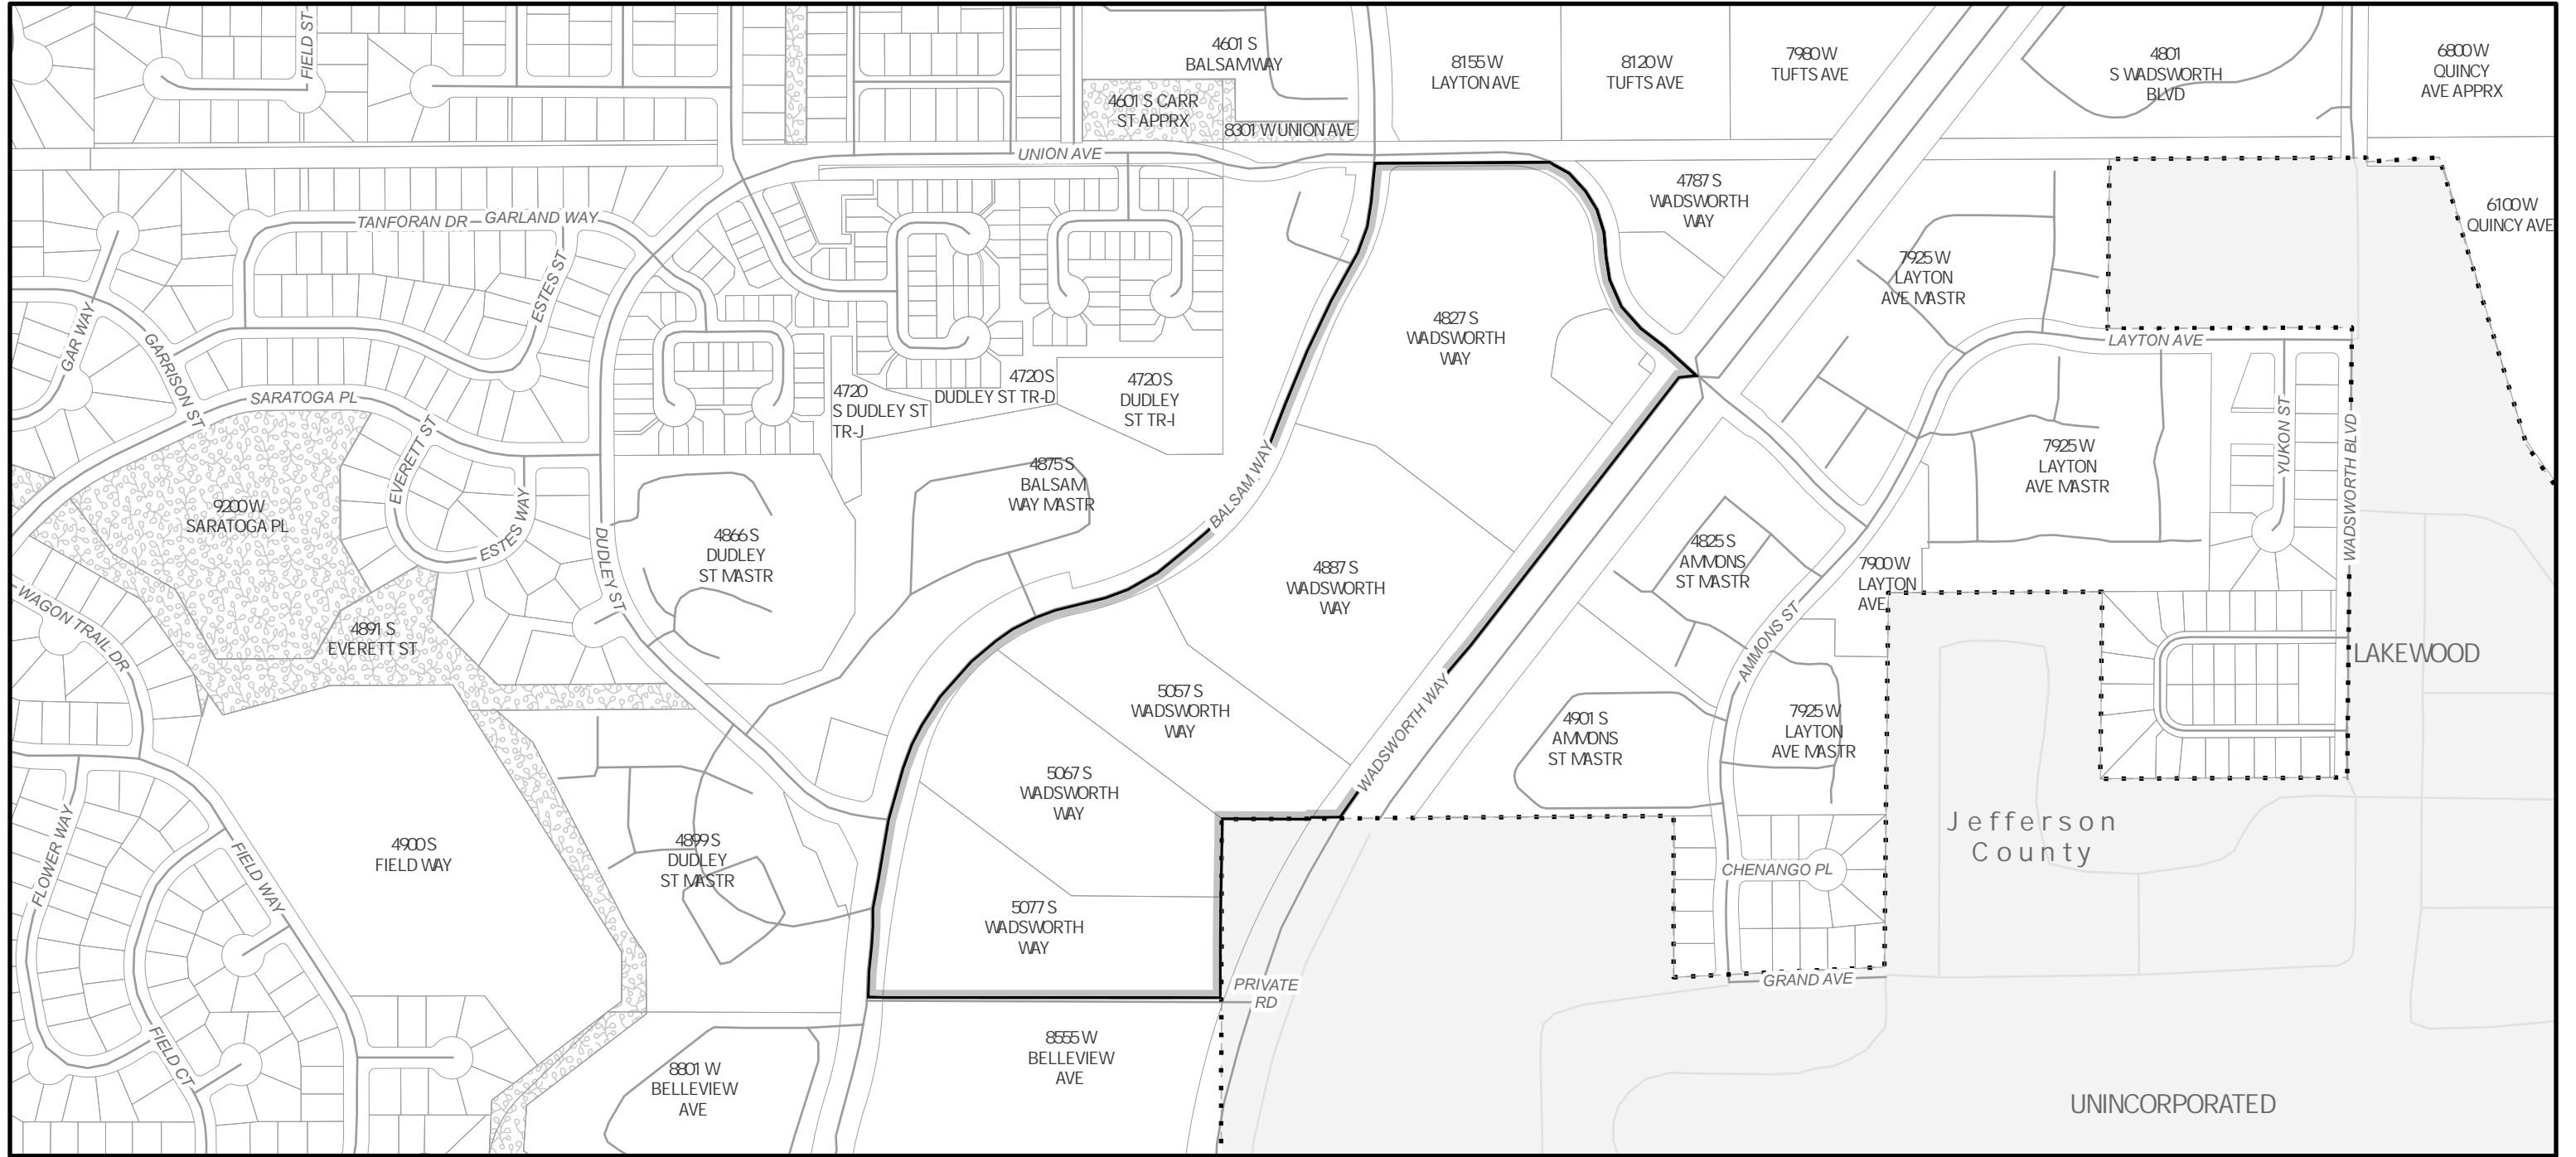 FIELD ST
4601 S
BALSAM WAY
8155 W
LAYTON AVE
8120 W
TUFTS AVE
7980 W
TUFTS AVE
4801
S WADSWORTH
BLVD
6800 W
QUINCY
AVE APPRX
4601 S CARR
ST APPRX
8301 W UNION AVE
UNION AVE
4787 S
WADSWORTH
WAY
6100 W
QUINCY AVE
TANFORAN DR
GARLAND WAY
ESTES ST
7925 W
LAYTON
AVE MASTR
GAR WAY
GARRISON ST
4827 S
WADSWORTH
WAY
LAYTON AVE
SARATOGA PL
4720
S DUDLEY ST
TR-J
4720 S
DUDLEY ST TR-D
4720 S
DUDLEY
ST TR-I
EVERETT ST
BALSAM WAY
YUKON ST
WADSWORTH BLVD
7925 W
LAYTON
AVE MASTR
4875 S
BALSAM
WAY MASTR
9200 W
SARATOGA PL
ESTES WAY
DUDLEY ST
4866 S
DUDLEY
ST MASTR
4887 S
WADSWORTH
WAY
4825 S
AMMONS
ST MASTR
7900 W
LAYTON
AVE
WAGON TRAIL DR
4891 S
EVERETT ST
AMMONS ST
LAKEWOOD
5057 S
WADSWORTH
WAY
WADSWORTH WAY
4901 S
AMMONS
ST MASTR
7925 W
LAYTON
AVE MASTR
5067 S
WADSWORTH
WAY
Jefferson
County
FLOWER WAY
FIELD WAY
4900 S
FIELD WAY
4899 S
DUDLEY
ST MASTR
CHENANGO PL
5077 S
WADSWORTH
WAY
PRIVATE
RD
GRAND AVE
FIELD CT
8801 W
BELLEVIEW
AVE
8555 W
BELLEVIEW
AVE
UNINCORPORATED